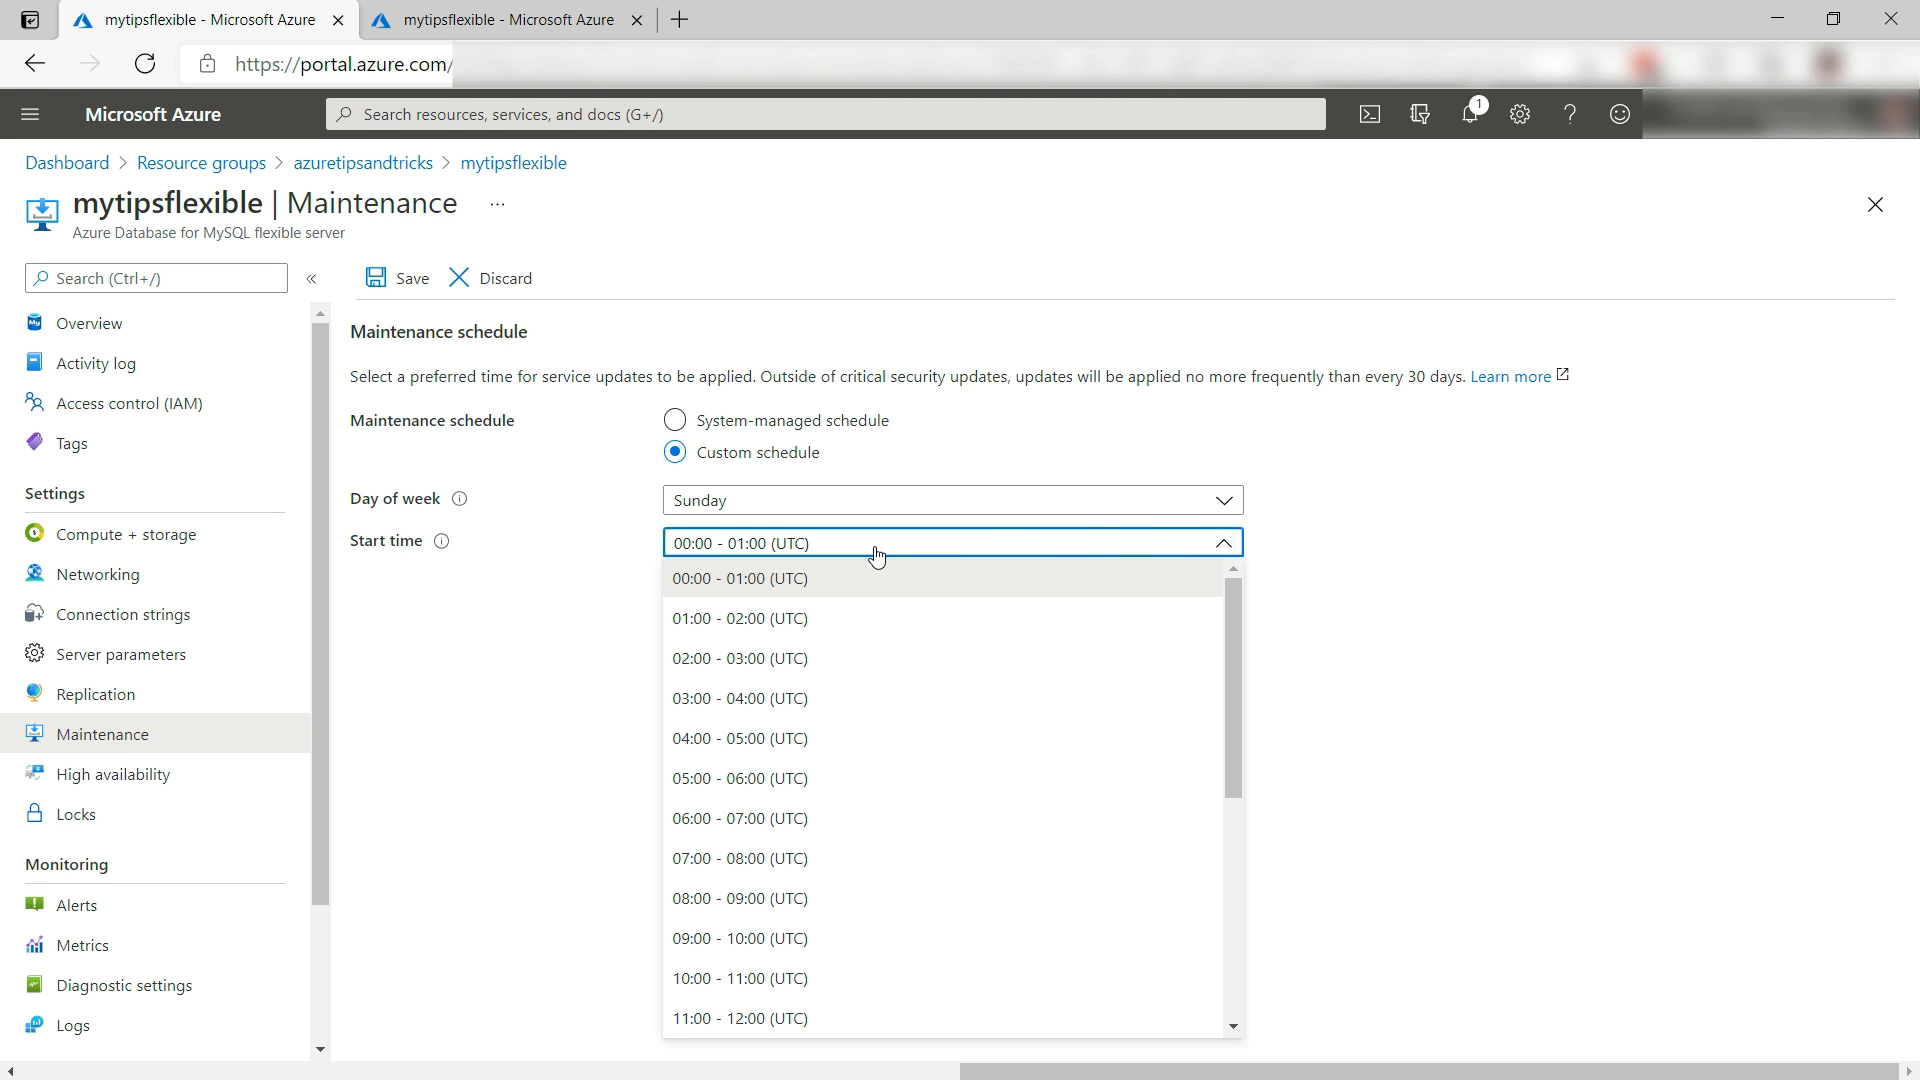 mytipsflexible - Microsoft Azure
mytipsflexible - Microsoft Azure
https://portal.azure.com/
Microsoft Azure
Search resources, services, and docs (G+/)
1
Dashboard > Resource groups > azuretipsandtricks > mytipsflexible
mytipsflexible | Maintenance ...
Azure Database for MySQL flexible server
Search (Ctrl+/)
«
Save
Discard
Overview
Activity log
Access control (IAM)
Tags
Settings
Compute + storage
Networking
Connection strings
Server parameters
Replication
Maintenance
High availability
Locks
Monitoring
Alerts
Metrics
Diagnostic settings
Logs
Maintenance schedule
Select a preferred time for service updates to be applied. Outside of critical security updates, updates will be applied no more frequently than every 30 days. Learn more
Maintenance schedule
System-managed schedule
Custom schedule
Day of week
Sunday
Start time
00:00 - 01:00 (UTC)
00:00 - 01:00 (UTC)
01:00 - 02:00 (UTC)
02:00 - 03:00 (UTC)
03:00 - 04:00 (UTC)
04:00 - 05:00 (UTC)
05:00 - 06:00 (UTC)
06:00 - 07:00 (UTC)
07:00 - 08:00 (UTC)
08:00 - 09:00 (UTC)
09:00 - 10:00 (UTC)
10:00 - 11:00 (UTC)
11:00 - 12:00 (UTC)